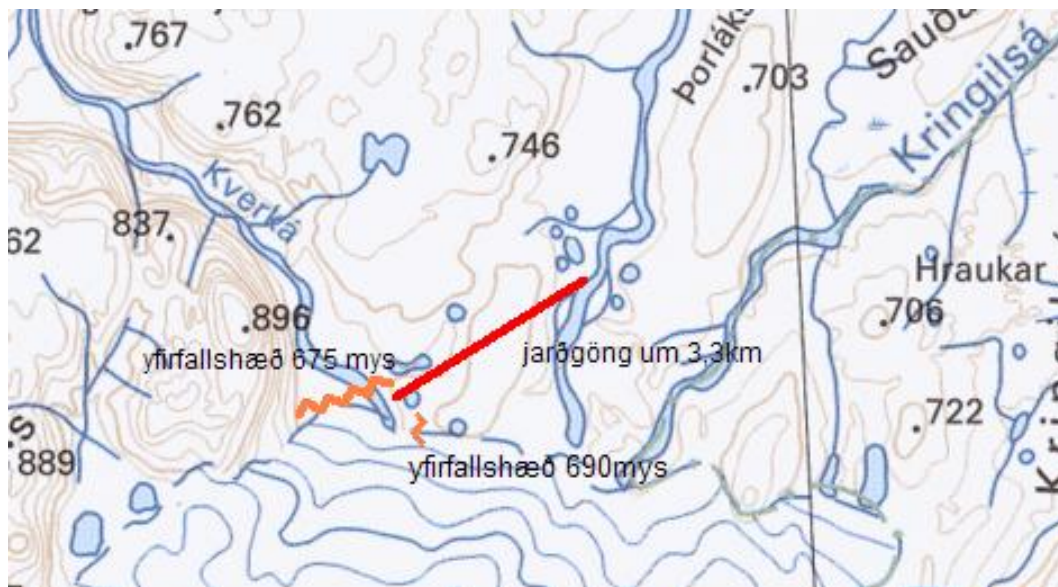 .767
.762
.746
Þorláks
.703
Sauða
Kringilsá
Kverká
837.
62
.896
Hraukar
.706
yfirfallshæð 675 mys
jarðgöng um 3,3km
.722
s
889
yfirfallshæð 690mys